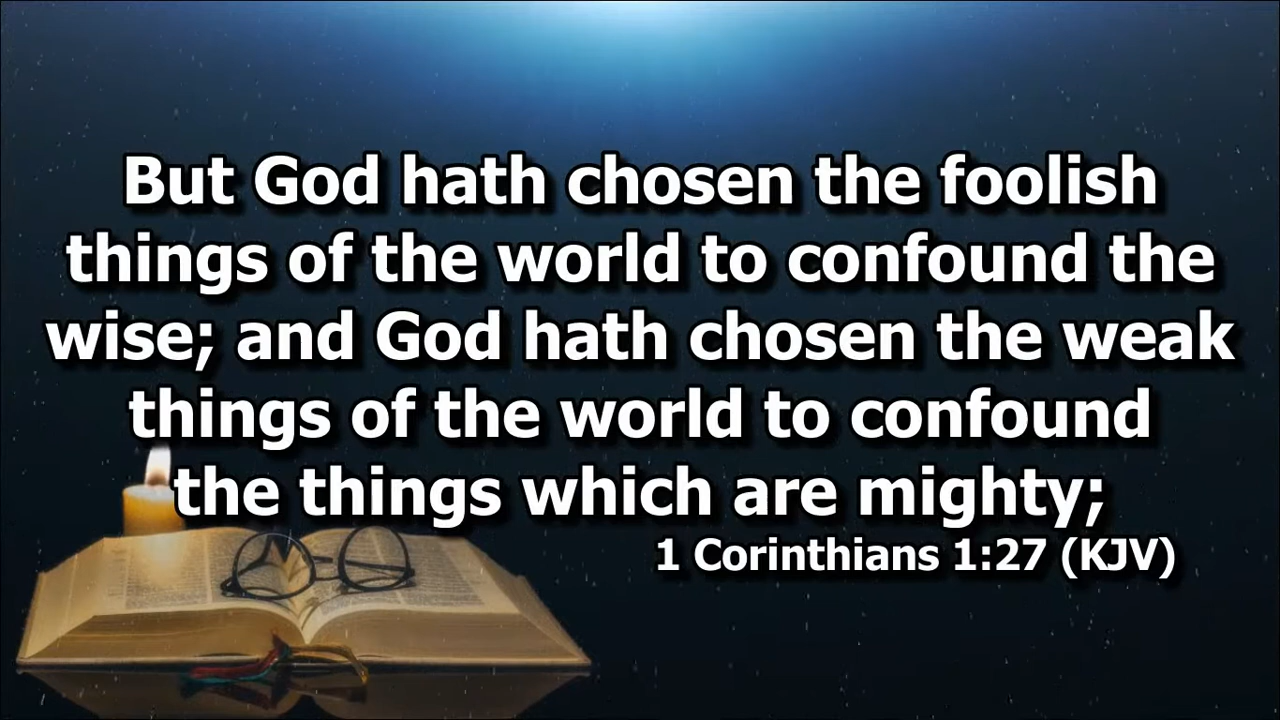 But God hath chosen the foolish
things of the world to confound the
wise; and God hath chosen the weak
things of the world to confound
the things which are mighty;
1 Corinthians 1:27 (KJV)